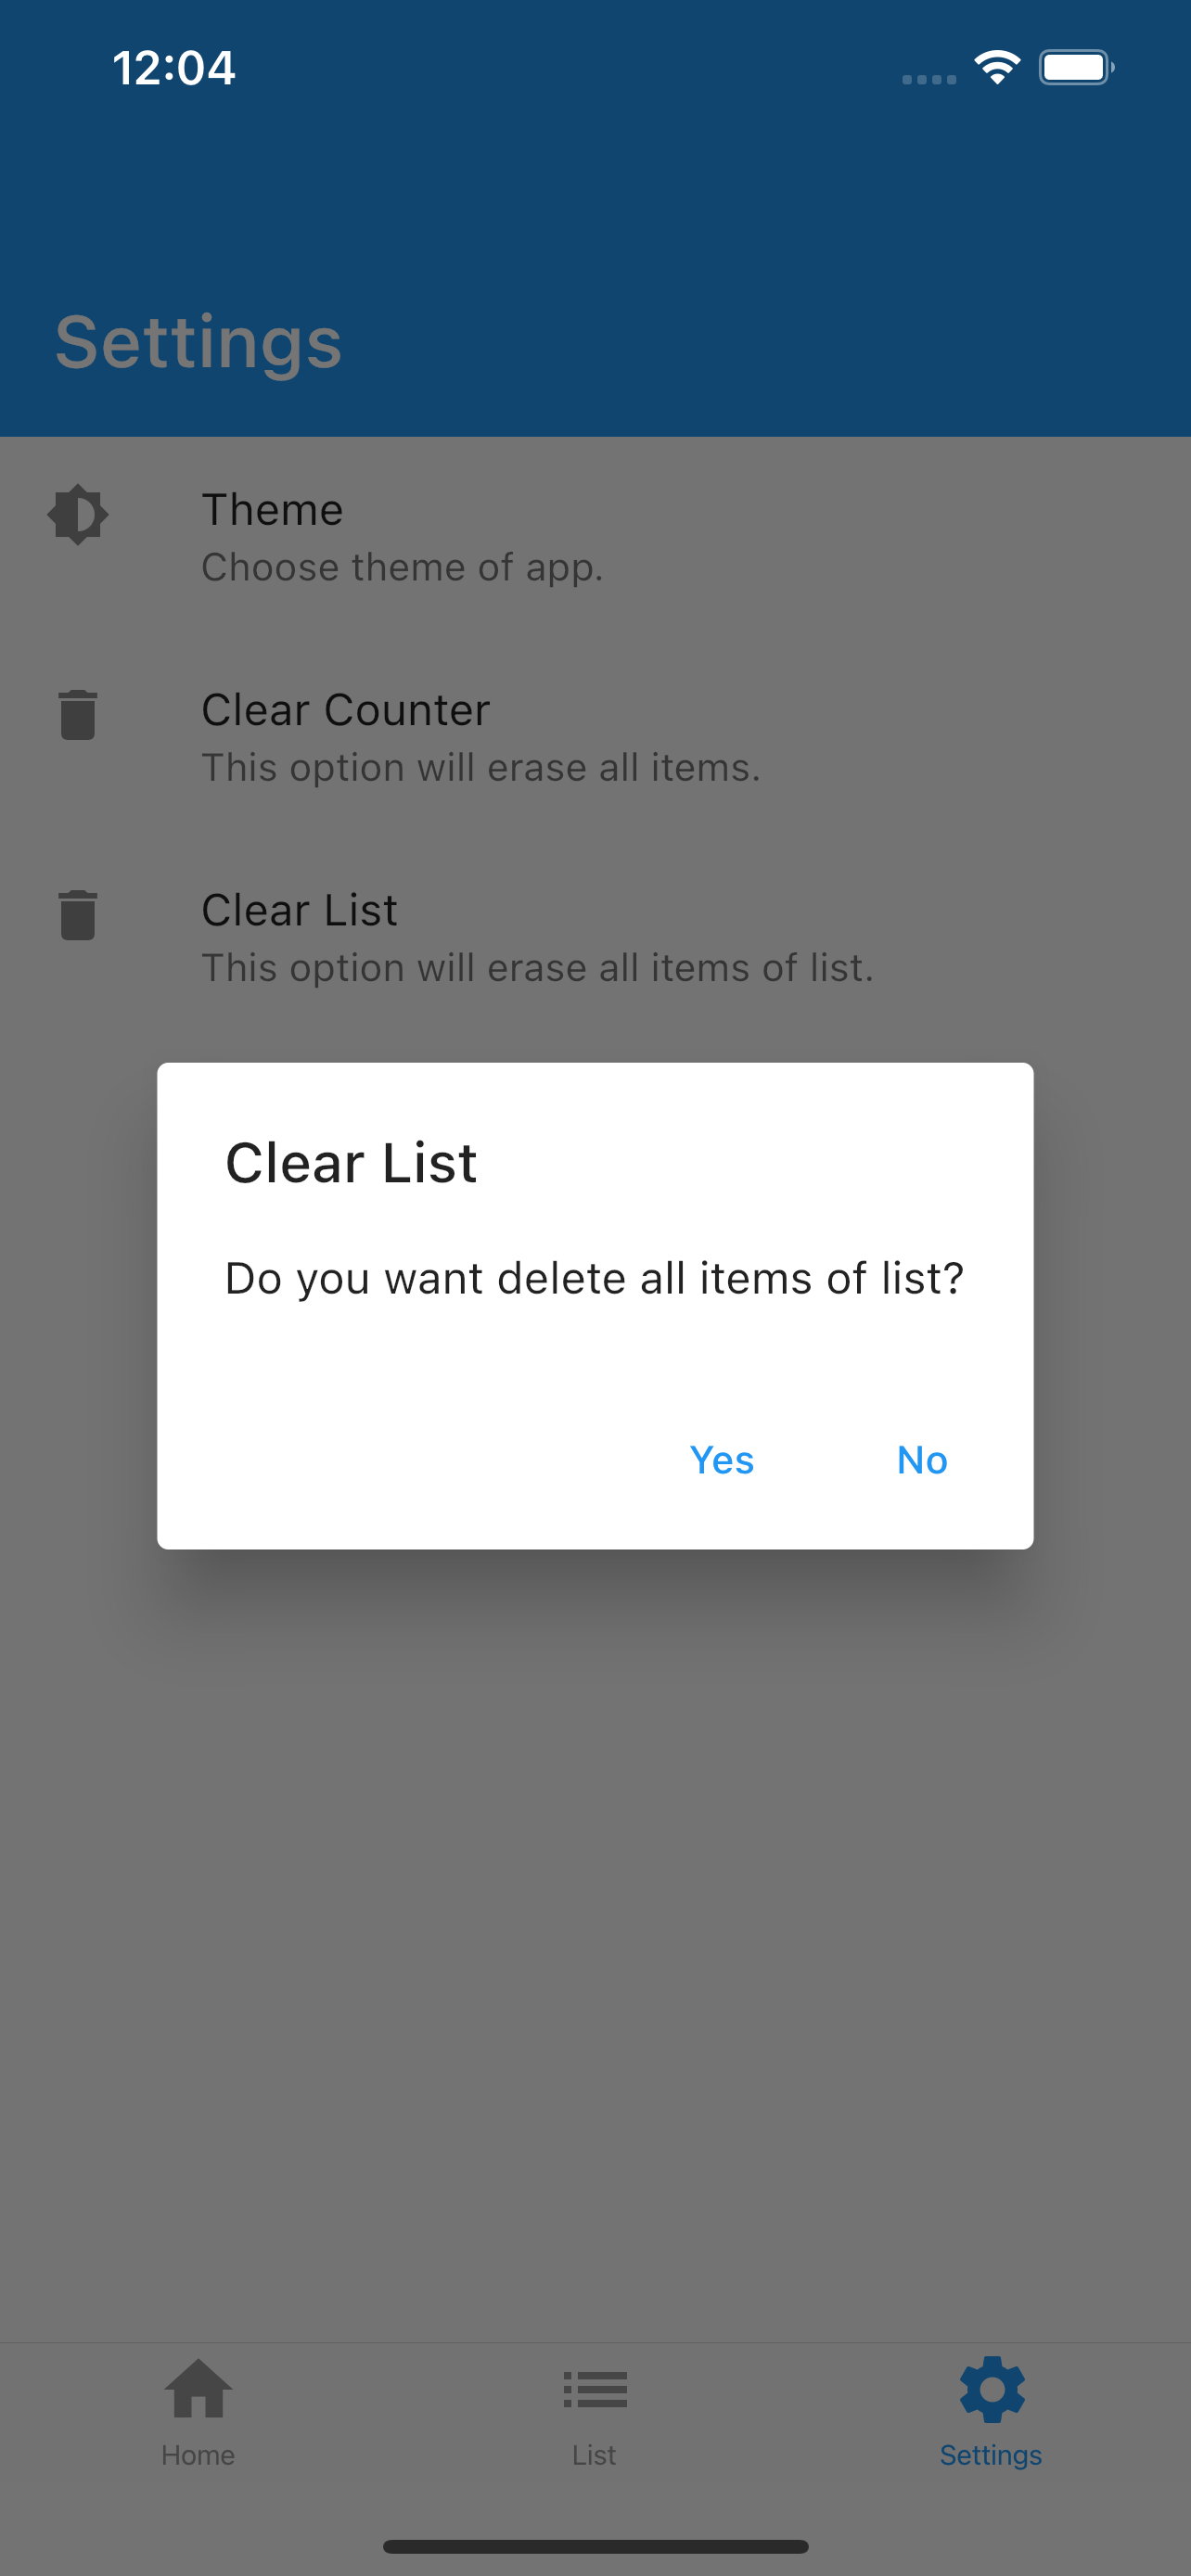 12:04
Settings
Theme
Choose theme of app.
Clear Counter
This option will erase all items.
Clear List
This option will erase all items of list.
Clear List
Do you want delete all items of list?
Yes No
Home List Settings